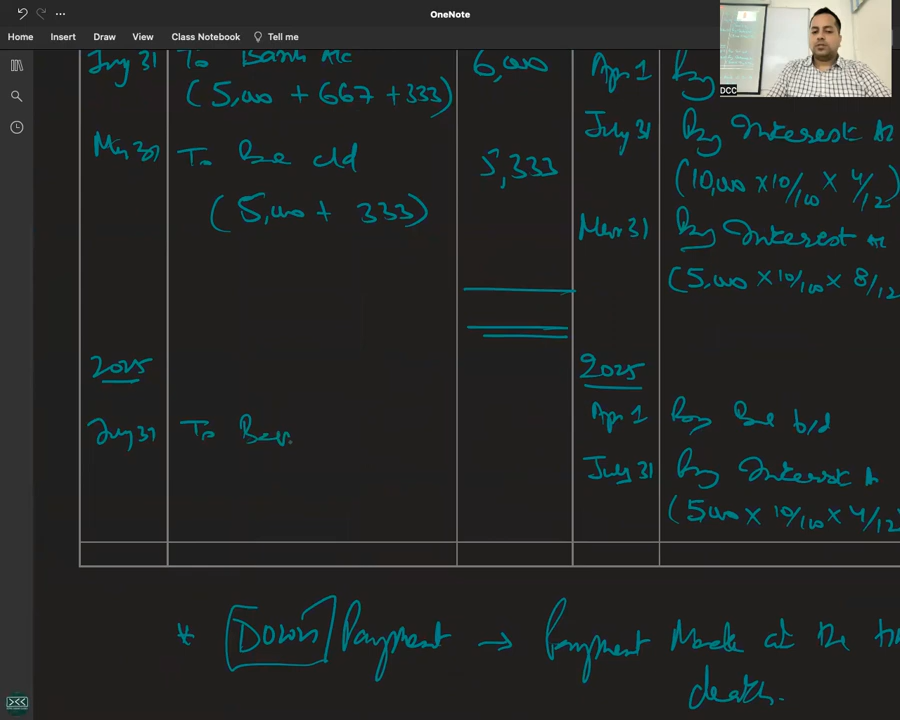 OneNote
Home Insert Draw View Class Notebook Tell me
DCC
July 31 To Bank A/c 6,000 Apr 1 By
(5,000 + 667 + 333)
July 31 By Interest A/c
Mar 31 To Bal c/d 5,333
(10,000 x 10/100 x 4/12)
(5,000 + 333)
Mar 31 By Interest A/c
(5,000 x 10/100 x 8/12
2025 2025
Apr 1 By Bal b/d
July 31 To Ban
July 31 By Interest A
(5,000 x 10/100 x 4/12)
* Down Payment → Payment Made at the
death.